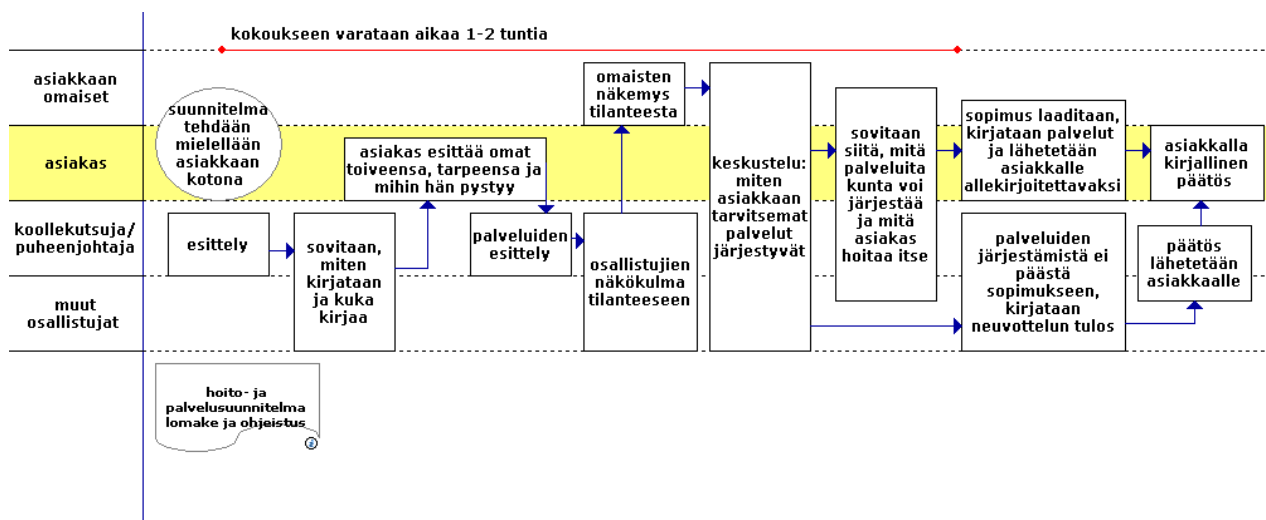 kokoukseen varataan aikaa 1-2 tuntia
asiakkaan
omaiset
asiakas
koollekutsuja/
puheenjohtaja
muut
osallistujat
suunnitelma
tehdään
mielellään
asiakkaan
kotona
esittely
sovitaan,
miten
kirjataan
ja kuka
kirjaa
asiakas esittää omat
toiveensa, tarpeensa ja
mihin hän pystyy
palveluiden
esittely
osallistujien
näkökulma
tilanteeseen
omaisten
näkemys
tilanteesta
keskustelu:
miten
asiakkaan
tarvitsemat
palvelut
järjestyvät
sovitaan
siitä, mitä
palveluita
kunta voi
järjestää
ja mitä
asiakas
hoitaa itse
sopimus laaditaan,
kirjataan palvelut
ja lähetetään
asiakkalle
allekirjoitettavaksi
palveluiden
järjestämistä ei
päästä
sopimukseen,
kirjataan
neuvottelun tulos
asiakkalla
kirjallinen
päätös
päätös
lähetetään
asiakkaalle
hoito- ja
palvelusuunnitelma
lomake ja ohjeistus
i